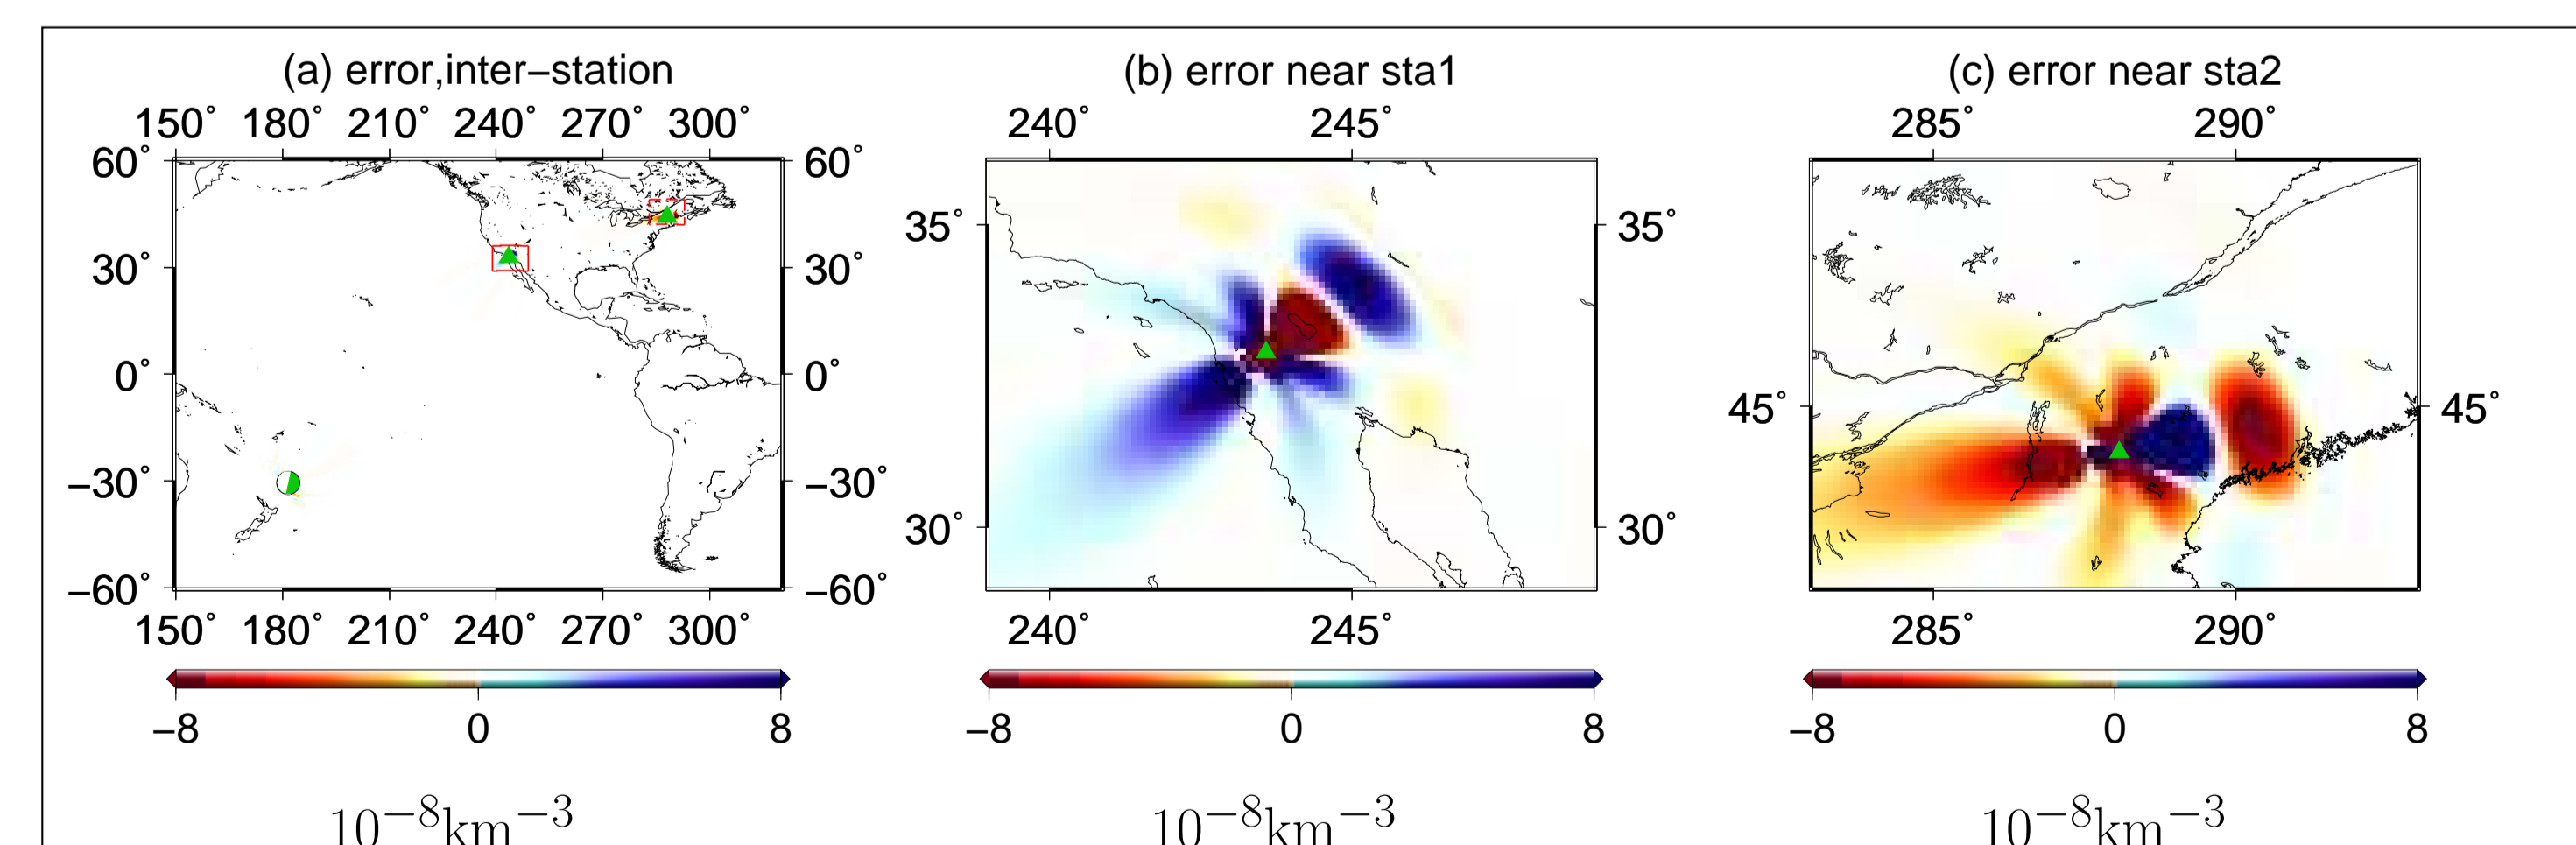 (a) error,inter−station (b) error near sta1 (c) error near sta2
150˚ 180˚ 210˚ 240˚ 270˚ 300˚ 240˚ 245˚ 285˚ 290˚
60˚ 60˚
35˚ 35˚
30˚ 30˚
0˚ 0˚
45˚ 45˚
−30˚ −30˚
30˚ 30˚
−60˚ −60˚
150˚ 180˚ 210˚ 240˚ 270˚ 300˚ 240˚ 245˚ 285˚ 290˚
−8 0 8 −8 0 8 −8 0 8
10−8km−3 10−8km−3 10−8km−3